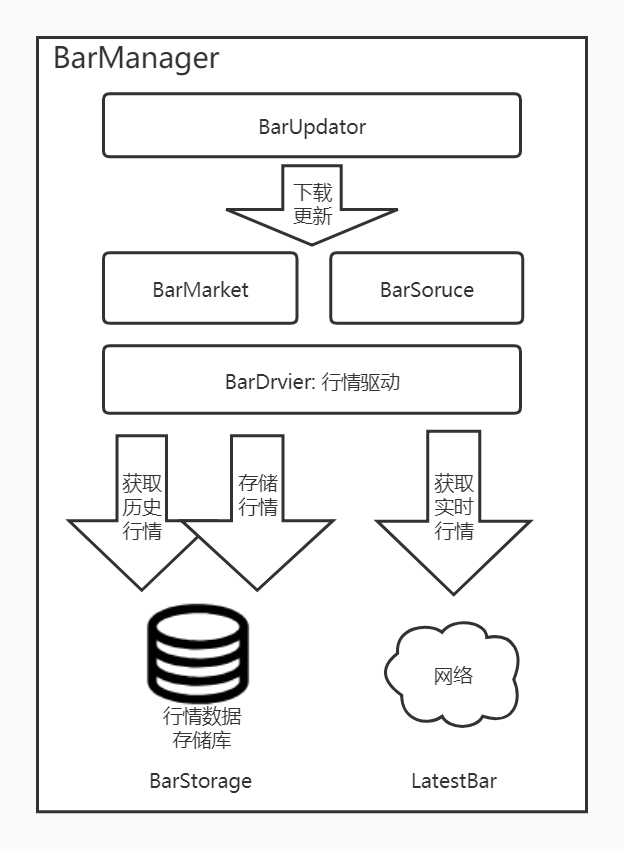 BarManager
BarUpdator
下载
更新
BarMarket
BarSoruce
BarDrvier: 行情驱动
获取
历史
行情
存储
行情
获取
实时
行情
网络
行情数据
存储库
BarStorage
LatestBar